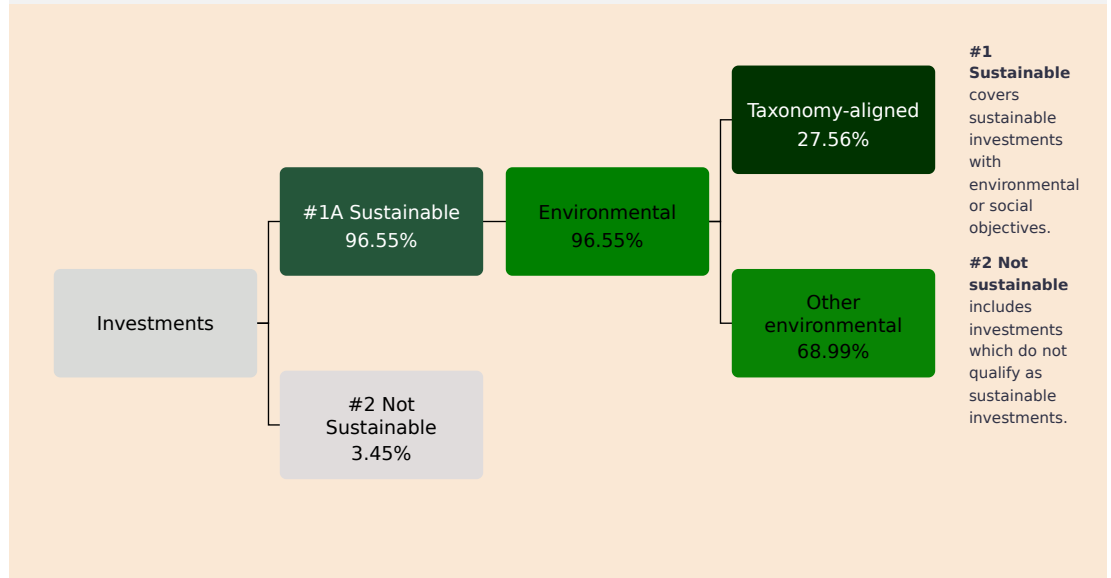 Investments
#1A Sustainable
96.55%
#2 Not
Sustainable
3.45%
Environmental
96.55%
Taxonomy-aligned
27.56%
Other
environmental
68.99%
#1
Sustainable
covers
sustainable
investments
with
environmental
or social
objectives.
#2 Not
sustainable
includes
investments
which do not
qualify as
sustainable
investments.